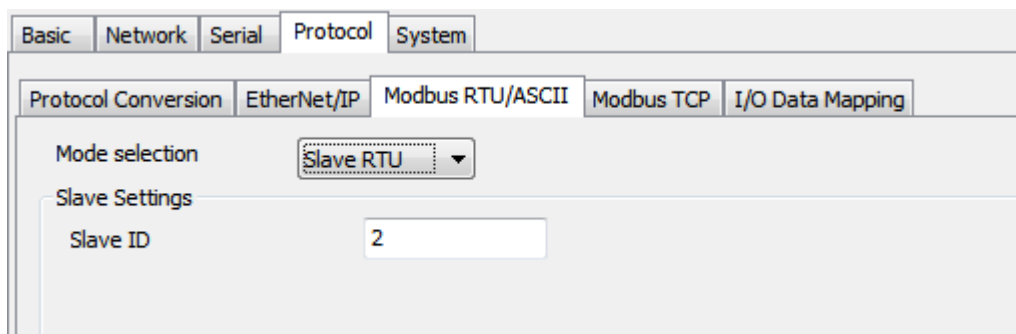 Basic Network Serial Protocol System
Protocol Conversion EtherNet/IP Modbus RTU/ASCII Modbus TCP I/O Data Mapping
Mode selection Slave RTU
Slave Settings
Slave ID 2